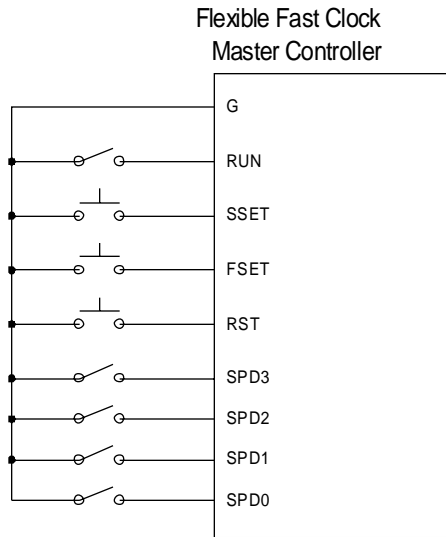 Flexible Fast Clock
Master Controller
G
RUN
SSET
FSET
RST
SPD3
SPD2
SPD1
SPD0